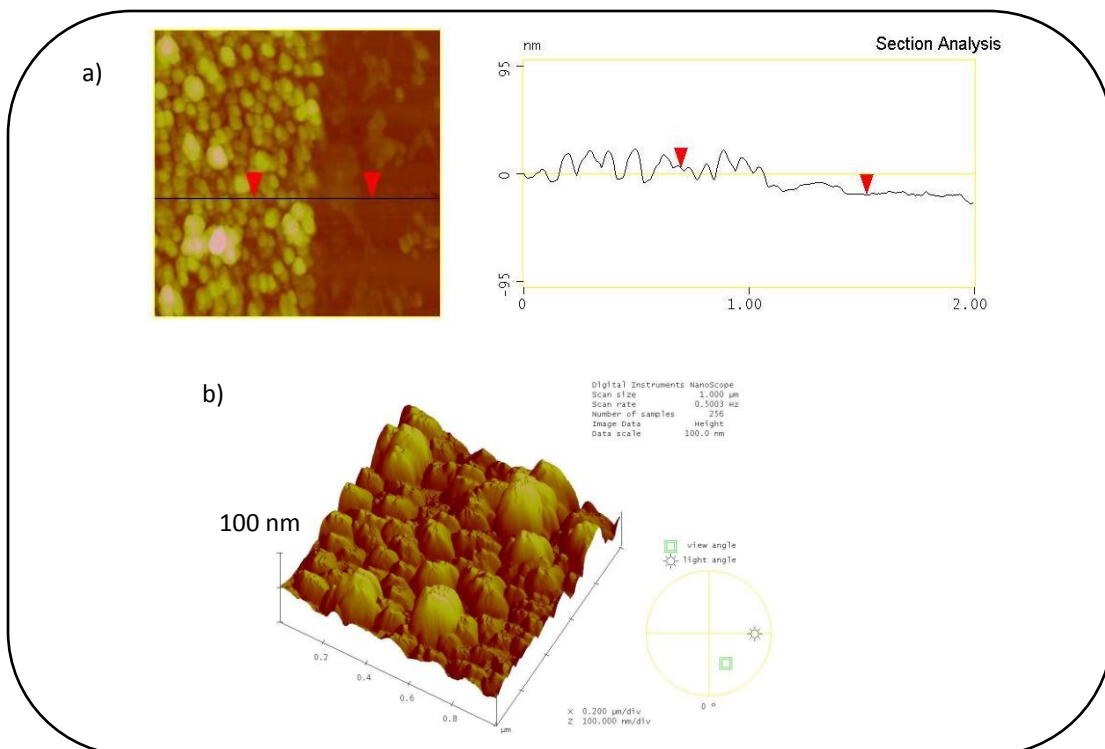 a)
nm
Section Analysis
95
0
-95
0
1.00
2.00
b)
Digital Instruments NanoScope
Scan size 1.000 µm
Scan rate 0.5003 Hz
Number of samples 256
Image Data Height
Data scale 100.0 nm
100 nm
view angle
light angle
0.2
0.4
0.6
0.8
µm
X 0.200 µm/div
Z 100.000 nm/div
0 °